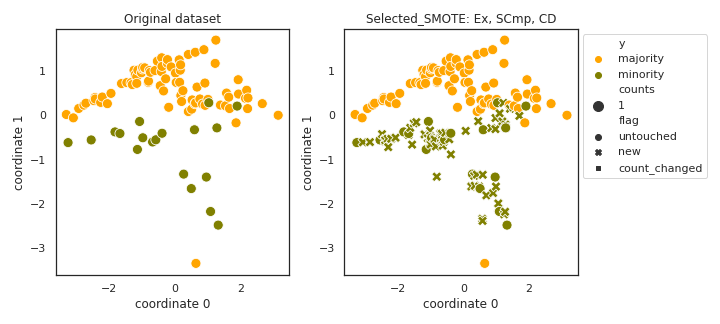 Original dataset
coordinate 1
1
0
−1
−2
−3
−2
0
2
coordinate 0
Selected_SMOTE: Ex, SCmp, CD
coordinate 1
1
0
−1
−2
−3
−2
0
2
coordinate 0
y
majority
minority
counts
1
flag
untouched
new
count_changed